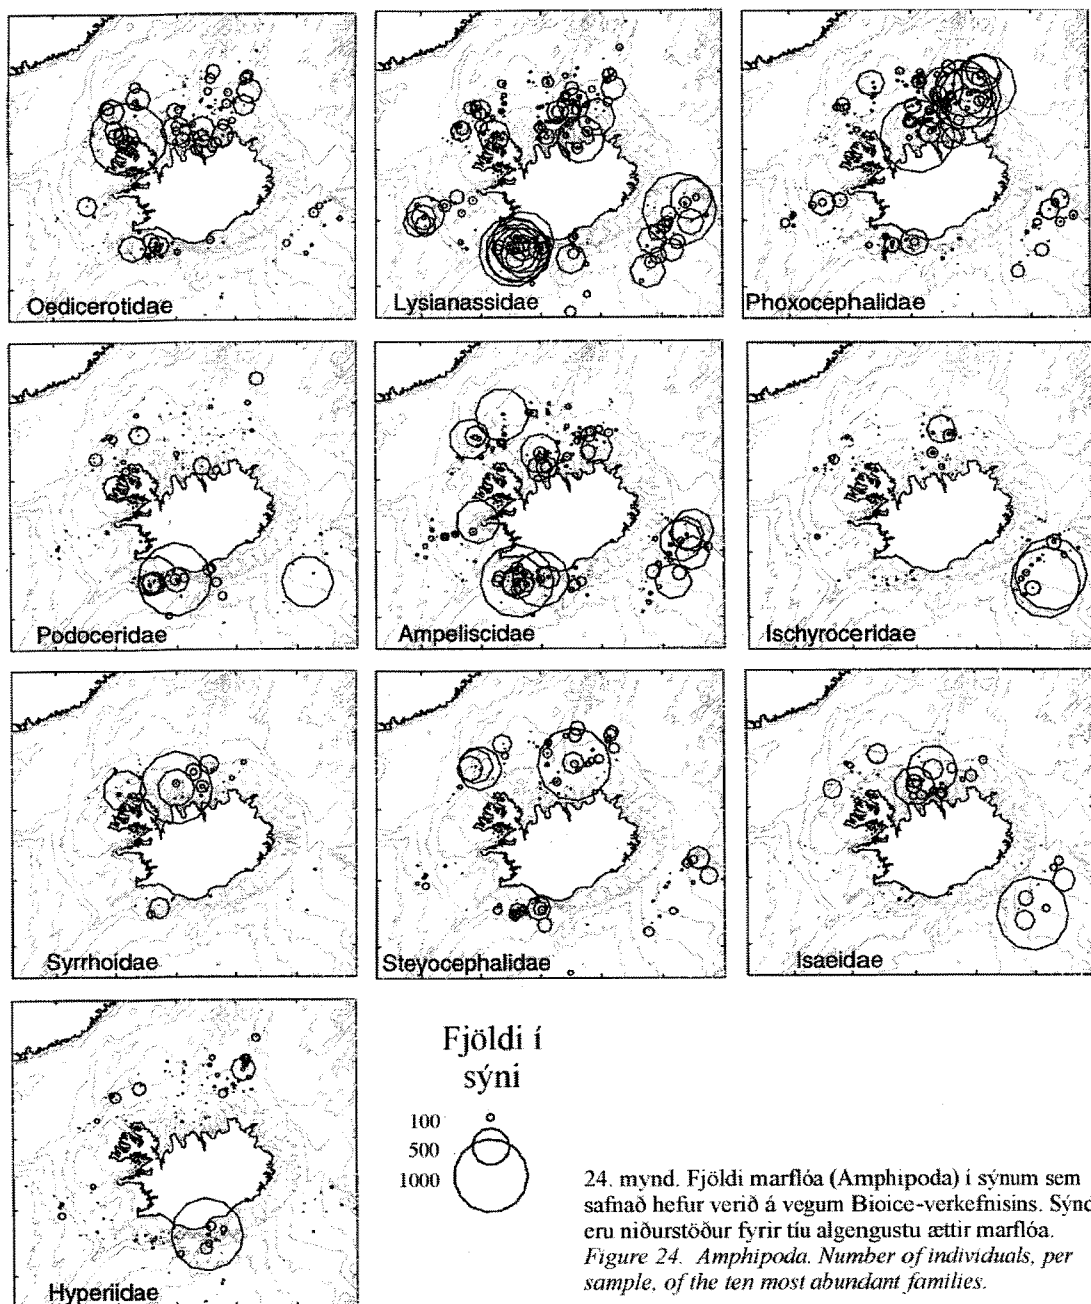 Oedicerotidae
Lysianassidae
Phoxocephalidae
Podoceridae
Ampeliscidae
Ischyroceridae
Syrrhoidae
Steyocephalidae
Isaeidae
Hyperiidae
Fjöldi í
sýni
100
500
1000
24. mynd. Fjöldi marflóa (Amphipoda) í sýnum sem
safnað hefur verið á vegum Bioice-verkefnisins. Sýnd
eru niðurstöður fyrir tíu algengustu ættir marflóa.
Figure 24. Amphipoda. Number of individuals, per
sample, of the ten most abundant families.